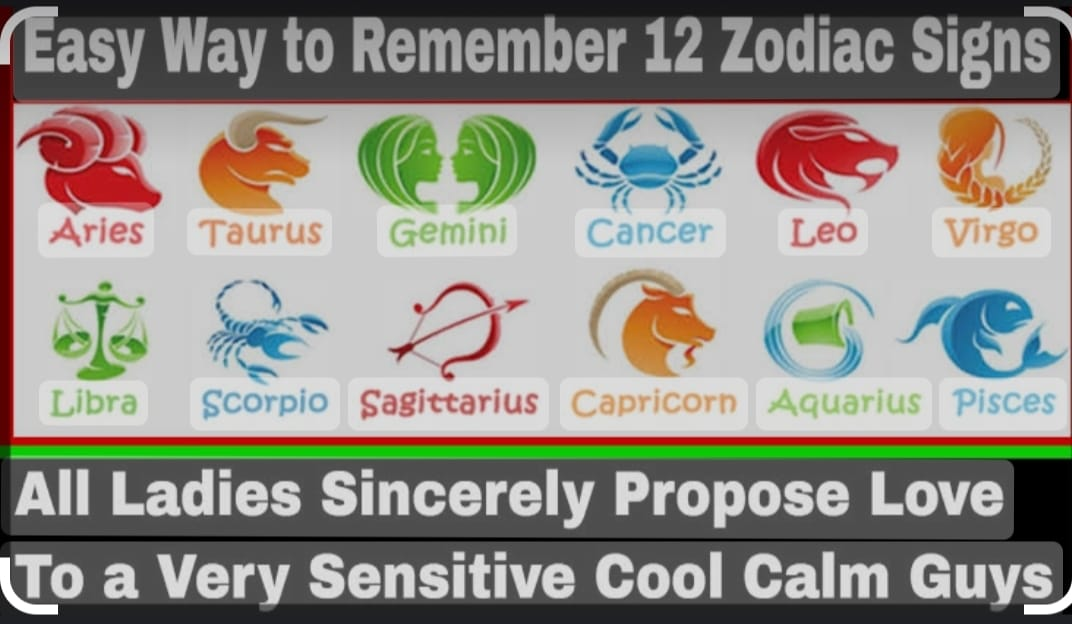 Easy Way to Remember 12 Zodiac Signs
Aries Taurus Gemini Cancer Leo Virgo
Libra Scorpio Sagittarius Capricorn Aquarius Pisces
All Ladies Sincerely Propose Love
To a Very Sensitive Cool Calm Guys